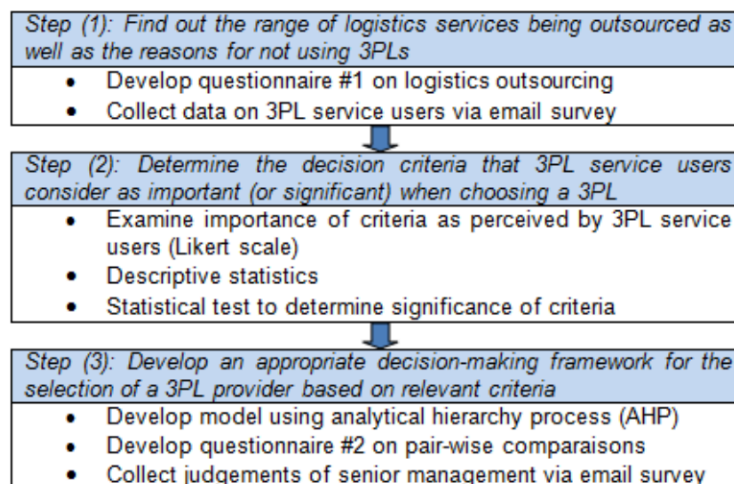 Step (1): Find out the range of logistics services being outsourced as
well as the reasons for not using 3PLs
• Develop questionnaire #1 on logistics outsourcing
• Collect data on 3PL service users via email survey
Step (2): Determine the decision criteria that 3PL service users
consider as important (or significant) when choosing a 3PL
• Examine importance of criteria as perceived by 3PL service
users (Likert scale)
• Descriptive statistics
• Statistical test to determine significance of criteria
Step (3): Develop an appropriate decision-making framework for the
selection of a 3PL provider based on relevant criteria
• Develop model using analytical hierarchy process (AHP)
• Develop questionnaire #2 on pair-wise comparaisons
• Collect judgements of senior management via email survey